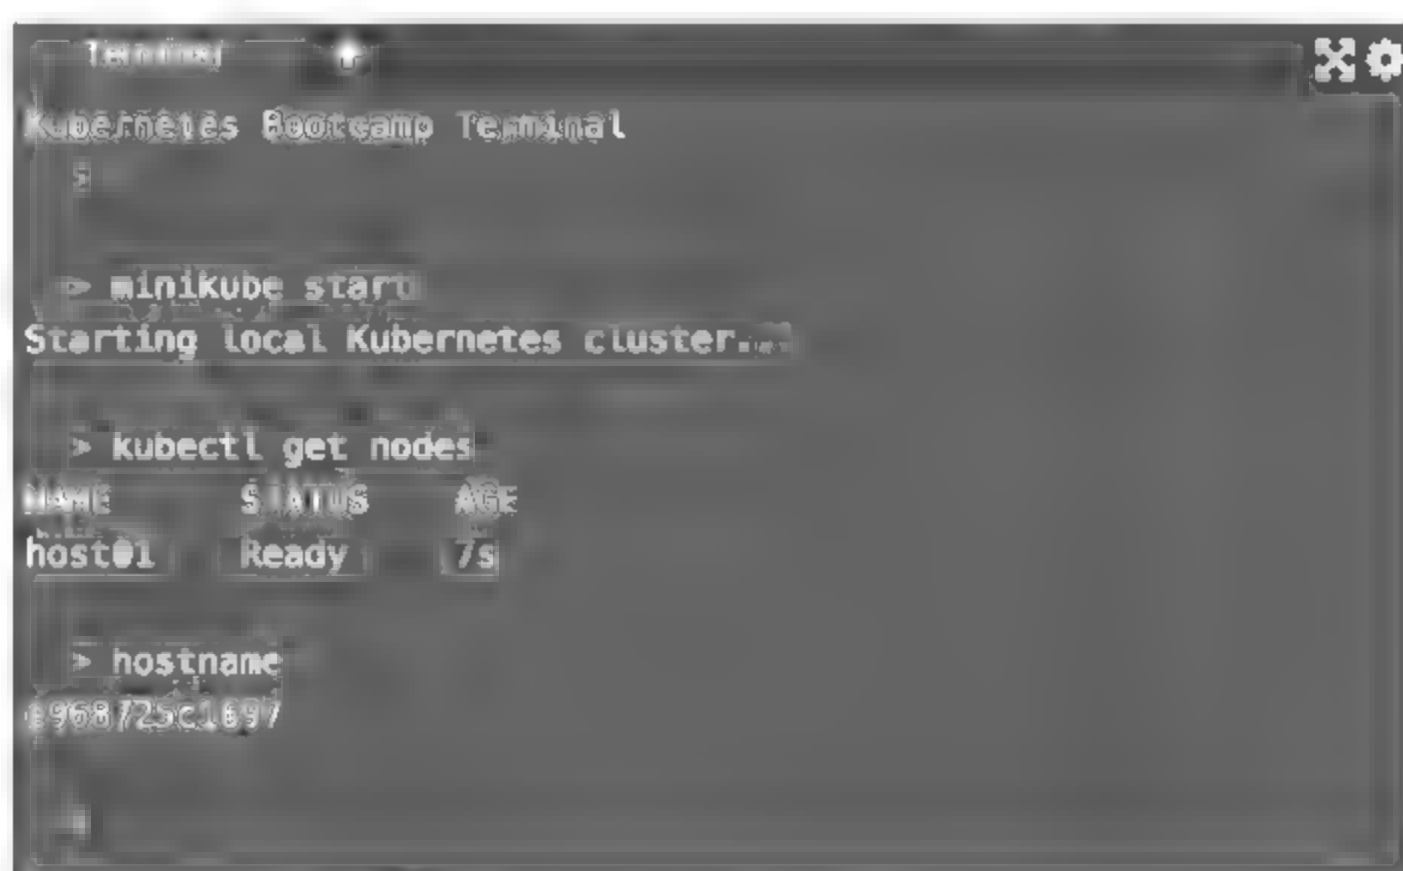 Terminal +
Kubernetes Bootcamp Terminal
> minikube start
Starting local Kubernetes cluster...
> kubectl get nodes
NAME STATUS AGE
host01 Ready 7s
> hostname
>